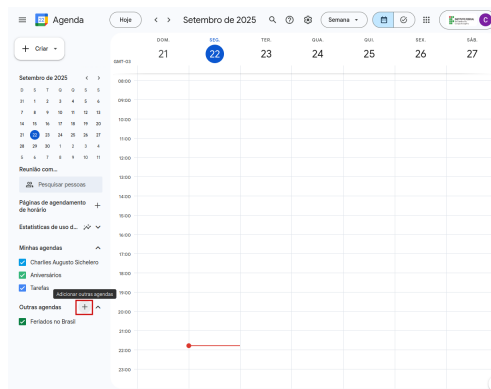 Agenda
Hoje
Setembro de 2025
Semana
C
Criar
GMT-03
DOM. SEG. TER. QUA. QUI. SEX. SÁB.
21 22 23 24 25 26 27
Setembro de 2025
D S T Q Q S S
31 1 2 3 4 5 6
7 8 9 10 11 12 13
14 15 16 17 18 19 20
21 22 23 24 25 26 27
28 29 30 1 2 3 4
5 6 7 8 9 10 11
Reunião com...
Pesquisar pessoas
Páginas de agendamento
de horário
Estatísticas de uso d...
Minhas agendas
Charlles Augusto Sichelero
Aniversários
Tarefas
Adicionar outras agendas
Outras agendas
Feriados no Brasil
08:00
09:00
10:00
11:00
12:00
13:00
14:00
15:00
16:00
17:00
18:00
19:00
20:00
21:00
22:00
23:00